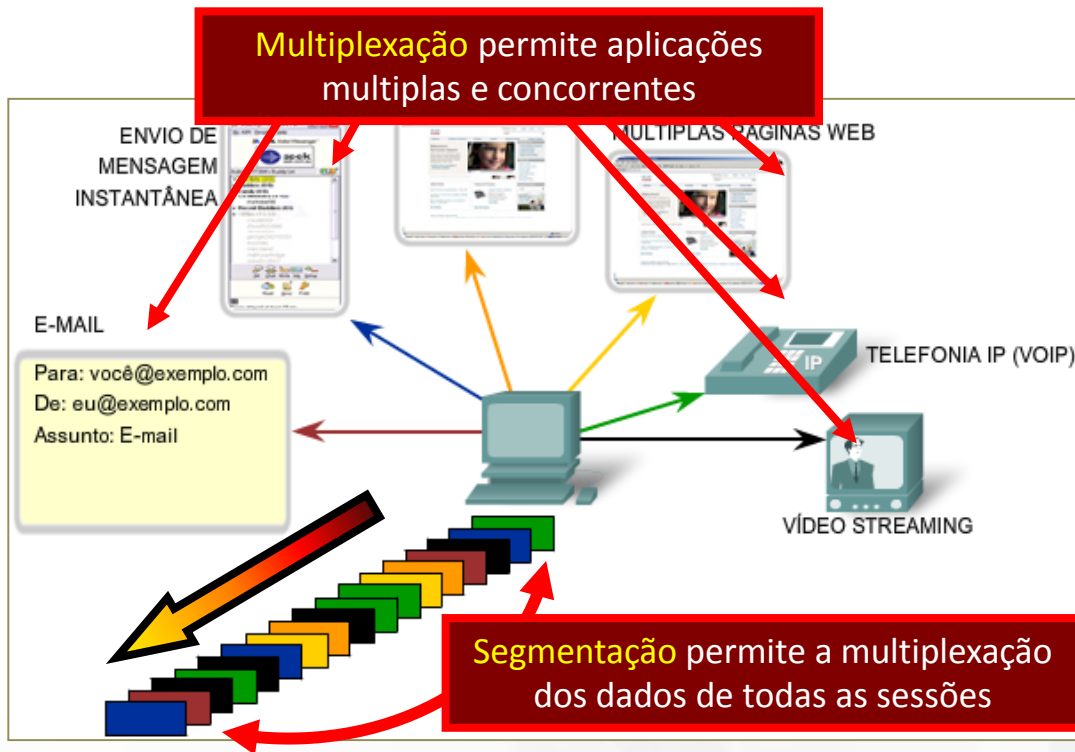 Multiplexação permite aplicações
multiplas e concorrentes
ENVIO DE
MENSAGEM
INSTANTÂNEA
MÚLTIPLAS PÁGINAS WEB
E-MAIL
Para: você@exemplo.com
De: eu@exemplo.com
Assunto: E-mail
IP
TELEFONIA IP (VOIP)
VÍDEO STREAMING
Segmentação permite a multiplexação
dos dados de todas as sessões